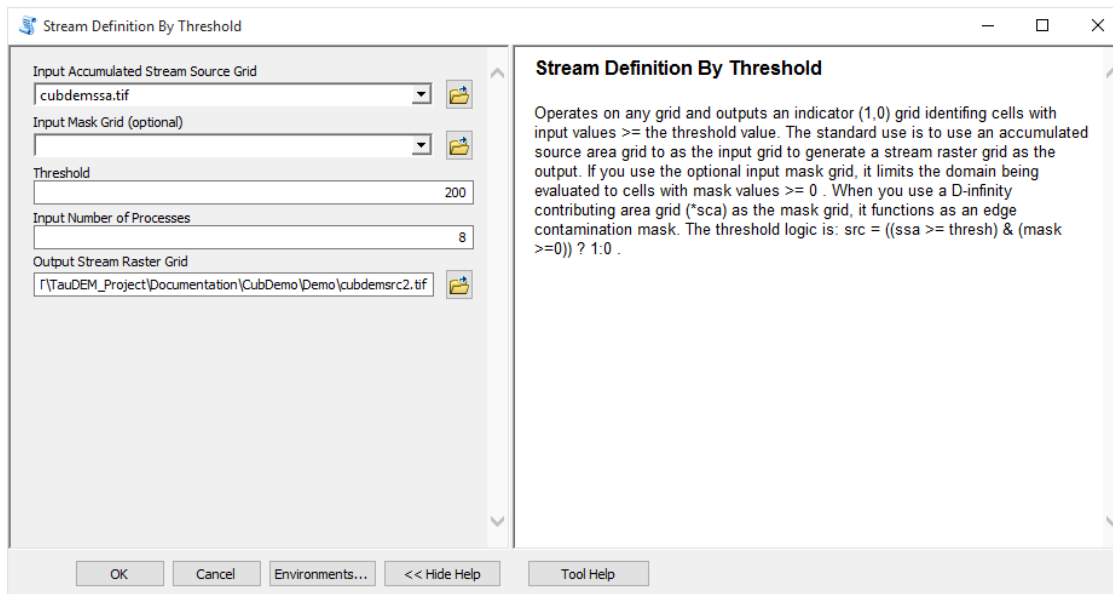 Stream Definition By Threshold
Input Accumulated Stream Source Grid
cubdemssa.tif
Input Mask Grid (optional)
Threshold
200
Input Number of Processes
8
Output Stream Raster Grid
\TauDEM_Project\Documentation\CubDemo\Demo\cubdemsrc2.tif
Stream Definition By Threshold
Operates on any grid and outputs an indicator (1,0) grid identifing cells with
input values >= the threshold value. The standard use is to use an accumulated
source area grid to as the input grid to generate a stream raster grid as the
output. If you use the optional input mask grid, it limits the domain being
evaluated to cells with mask values >= 0 . When you use a D-infinity
contributing area grid (*sca) as the mask grid, it functions as an edge
contamination mask. The threshold logic is: src = ((ssa >= thresh) & (mask
>=0)) ? 1:0 .
OK
Cancel
Environments...
<< Hide Help
Tool Help